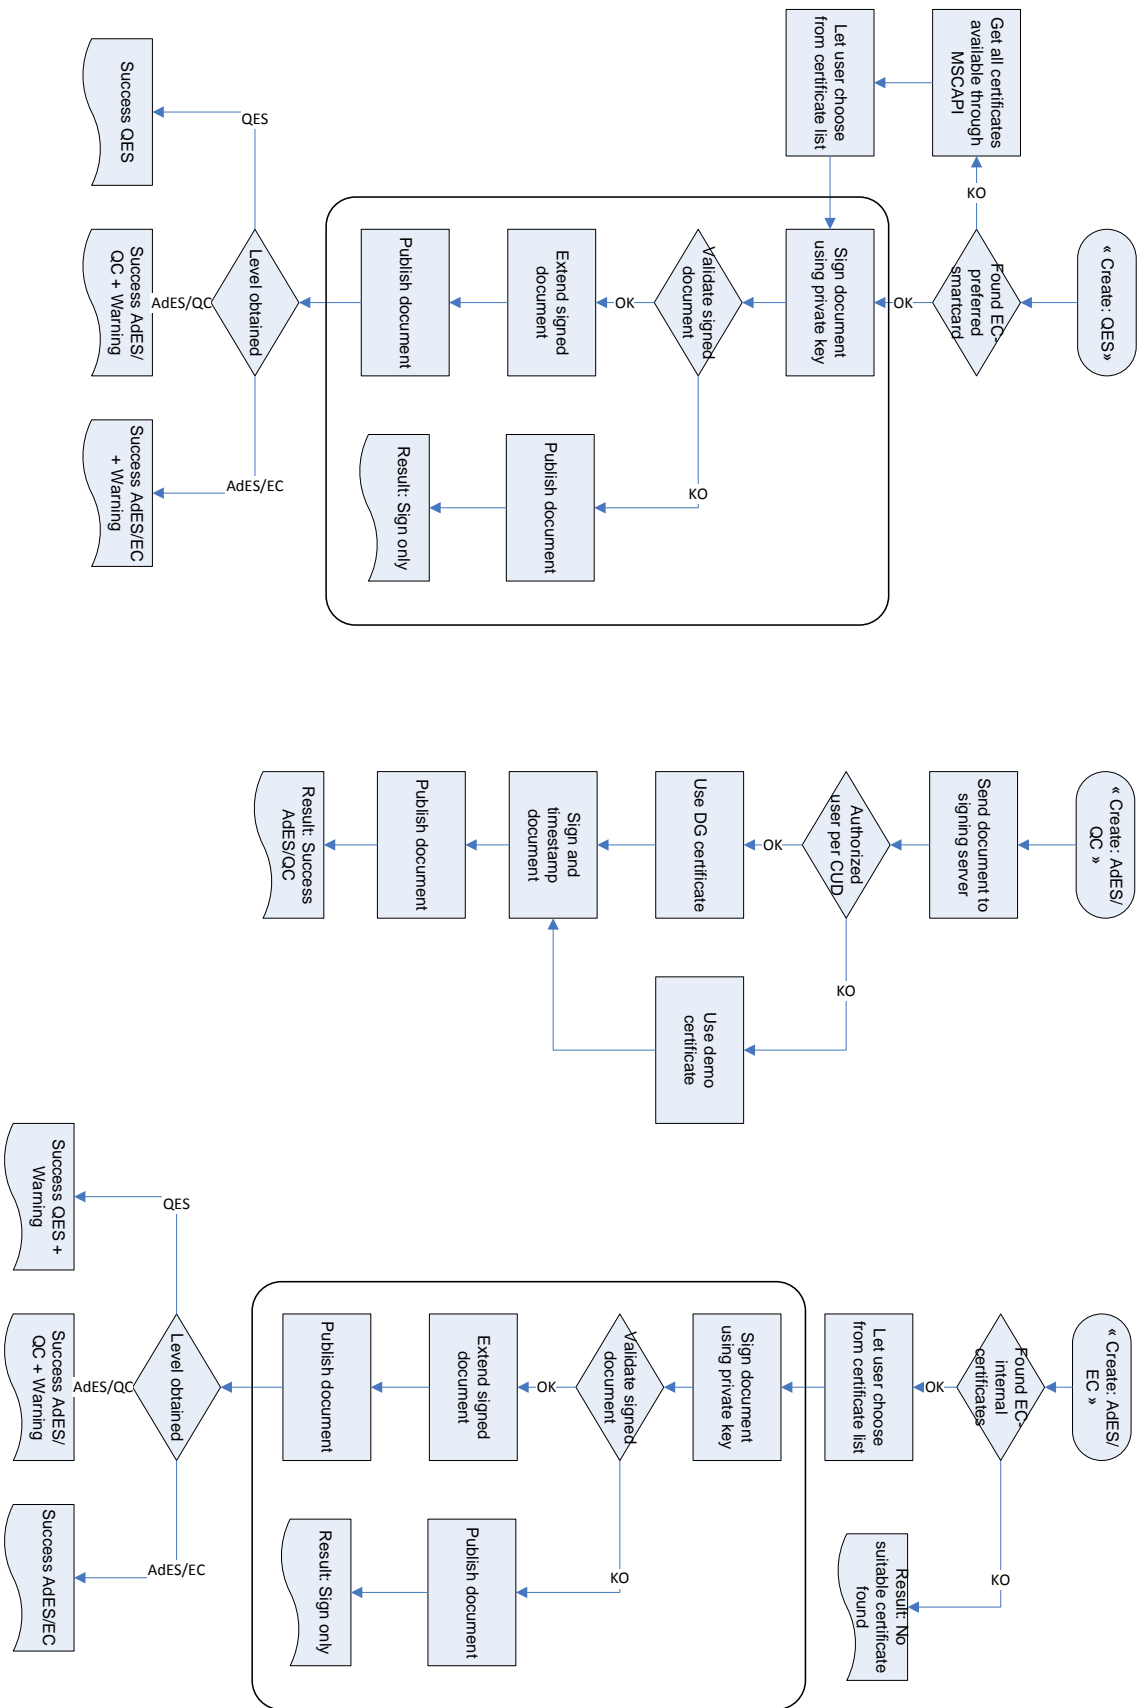 « Create: QES»
Found EC-
preferred
smartcard
KO
Get all certificates
available through
MSCAPI
Let user choose
from certificate list
OK
Sign document
using private key
Validate signed
document
OK
KO
Extend signed
document
Publish document
Publish document
Result: Sign only
Level obtained
QES
AdES/QC
AdES/EC
Success QES
Success AdES/
QC + Warning
Success AdES/EC
+ Warning
« Create: AdES/
QC »
Send document to
signing server
Authorized
user per CUD
OK
KO
Use DG certificate
Use demo
certificate
Sign and
timestamp
document
Publish document
Result: Success
AdES/QC
« Create: AdES/
EC »
Found EC-
internal
certificates
OK
KO
Let user choose
from certificate list
Result: No
suitable certificate
found
Sign document
using private key
Validate signed
document
OK
KO
Extend signed
document
Publish document
Publish document
Result: Sign only
Level obtained
QES
AdES/QC
AdES/EC
Success QES +
Warning
Success AdES/
QC + Warning
Success AdES/EC